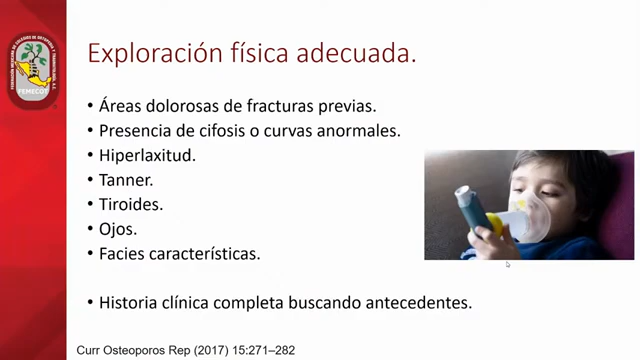 FEMECOT
Exploración física adecuada.
• Áreas dolorosas de fracturas previas.
• Presencia de cifosis o curvas anormales.
• Hiperlaxitud.
• Tanner.
• Tiroides.
• Ojos.
• Facies características.
• Historia clínica completa buscando antecedentes.
Curr Osteoporos Rep (2017) 15:271–282